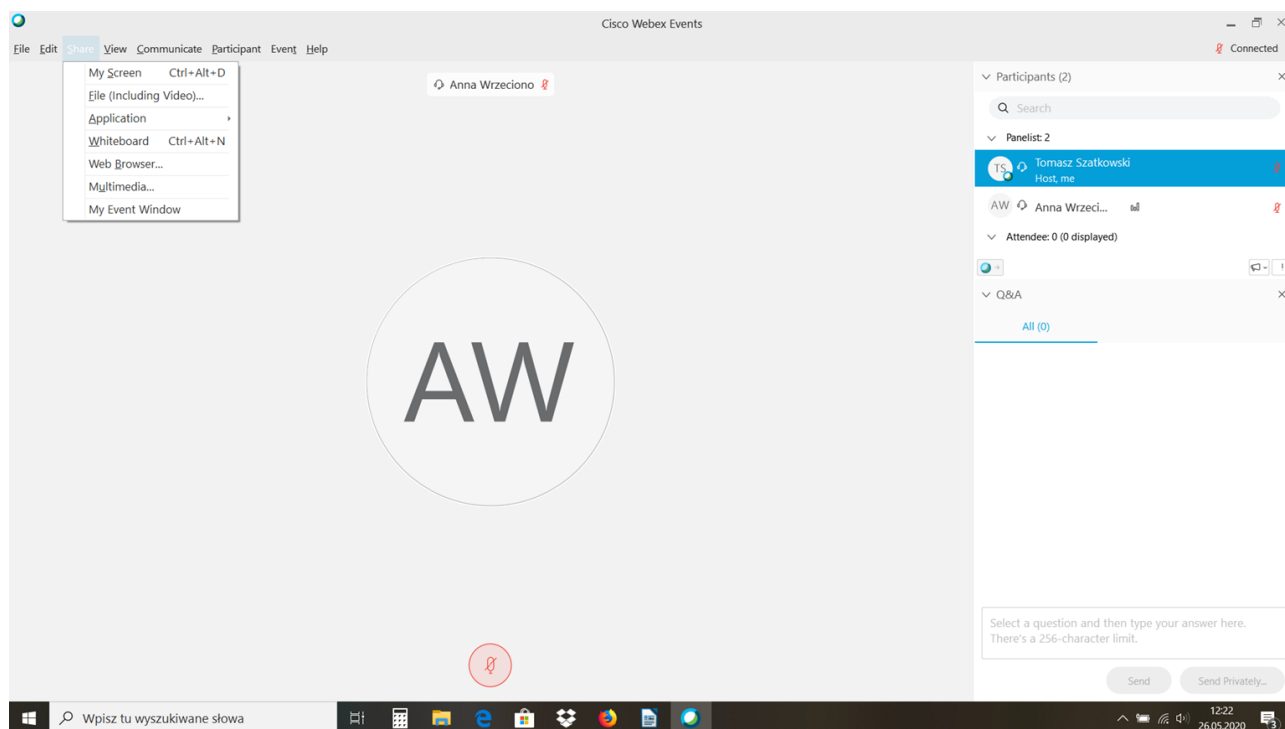 Cisco Webex Events
File Edit Share View Communicate Participant Event Help
Connected
My Screen Ctrl+Alt+D
File (Including Video)...
Application
Whiteboard Ctrl+Alt+N
Web Browser...
Multimedia...
My Event Window
Anna Wrzeciono
AW
Participants (2)
Search
Panelist: 2
TS Tomasz Szatkowski
Host, me
AW Anna Wrzeci...
Attendee: 0 (0 displayed)
Q&A
All (0)
Select a question and then type your answer here.
There's a 256-character limit.
Send Send Privately...
Wpisz tu wyszukiwane słowa
12:22
26.05.2020
3